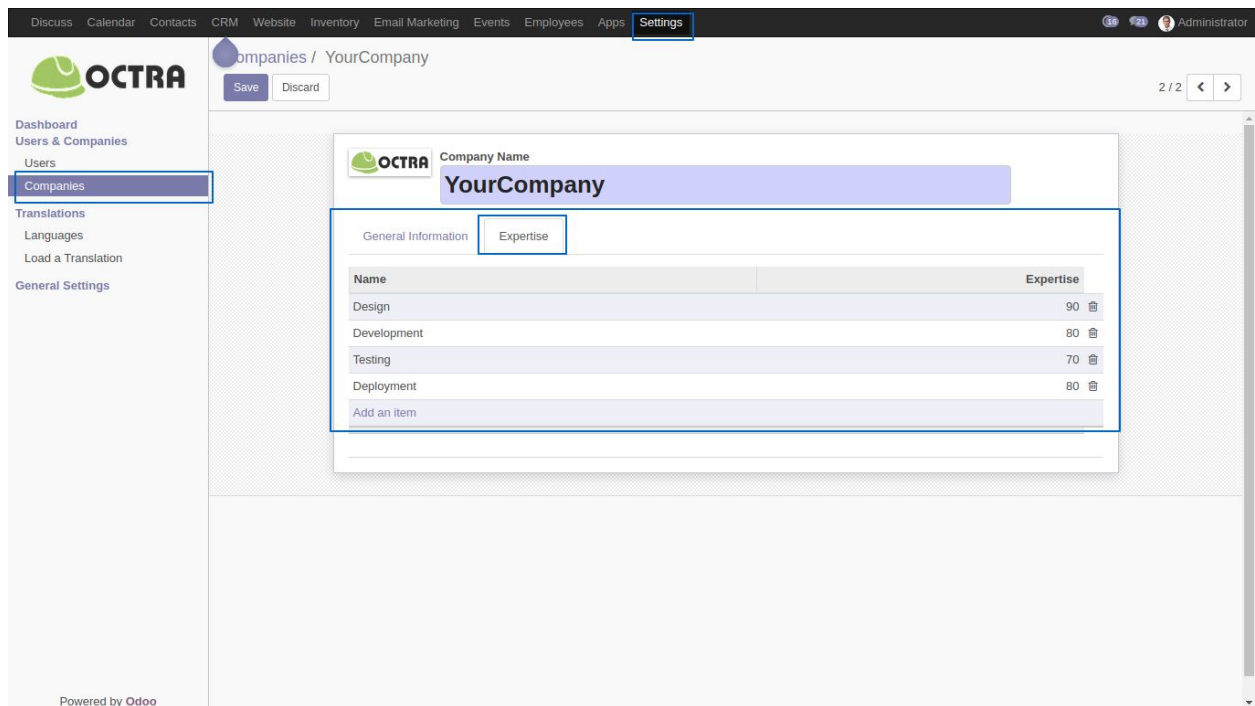 Discuss Calendar Contacts CRM Website Inventory Email Marketing Events Employees Apps Settings 16 21 Administrator
OCTRA
ompanies / YourCompany
Save Discard 2 / 2
Dashboard
Users & Companies
Users
Companies
Translations
Languages
Load a Translation
General Settings
OCTRA
Company Name
YourCompany
General Information Expertise
Name Expertise
Design 90
Development 80
Testing 70
Deployment 80
Add an item
Powered by Odoo